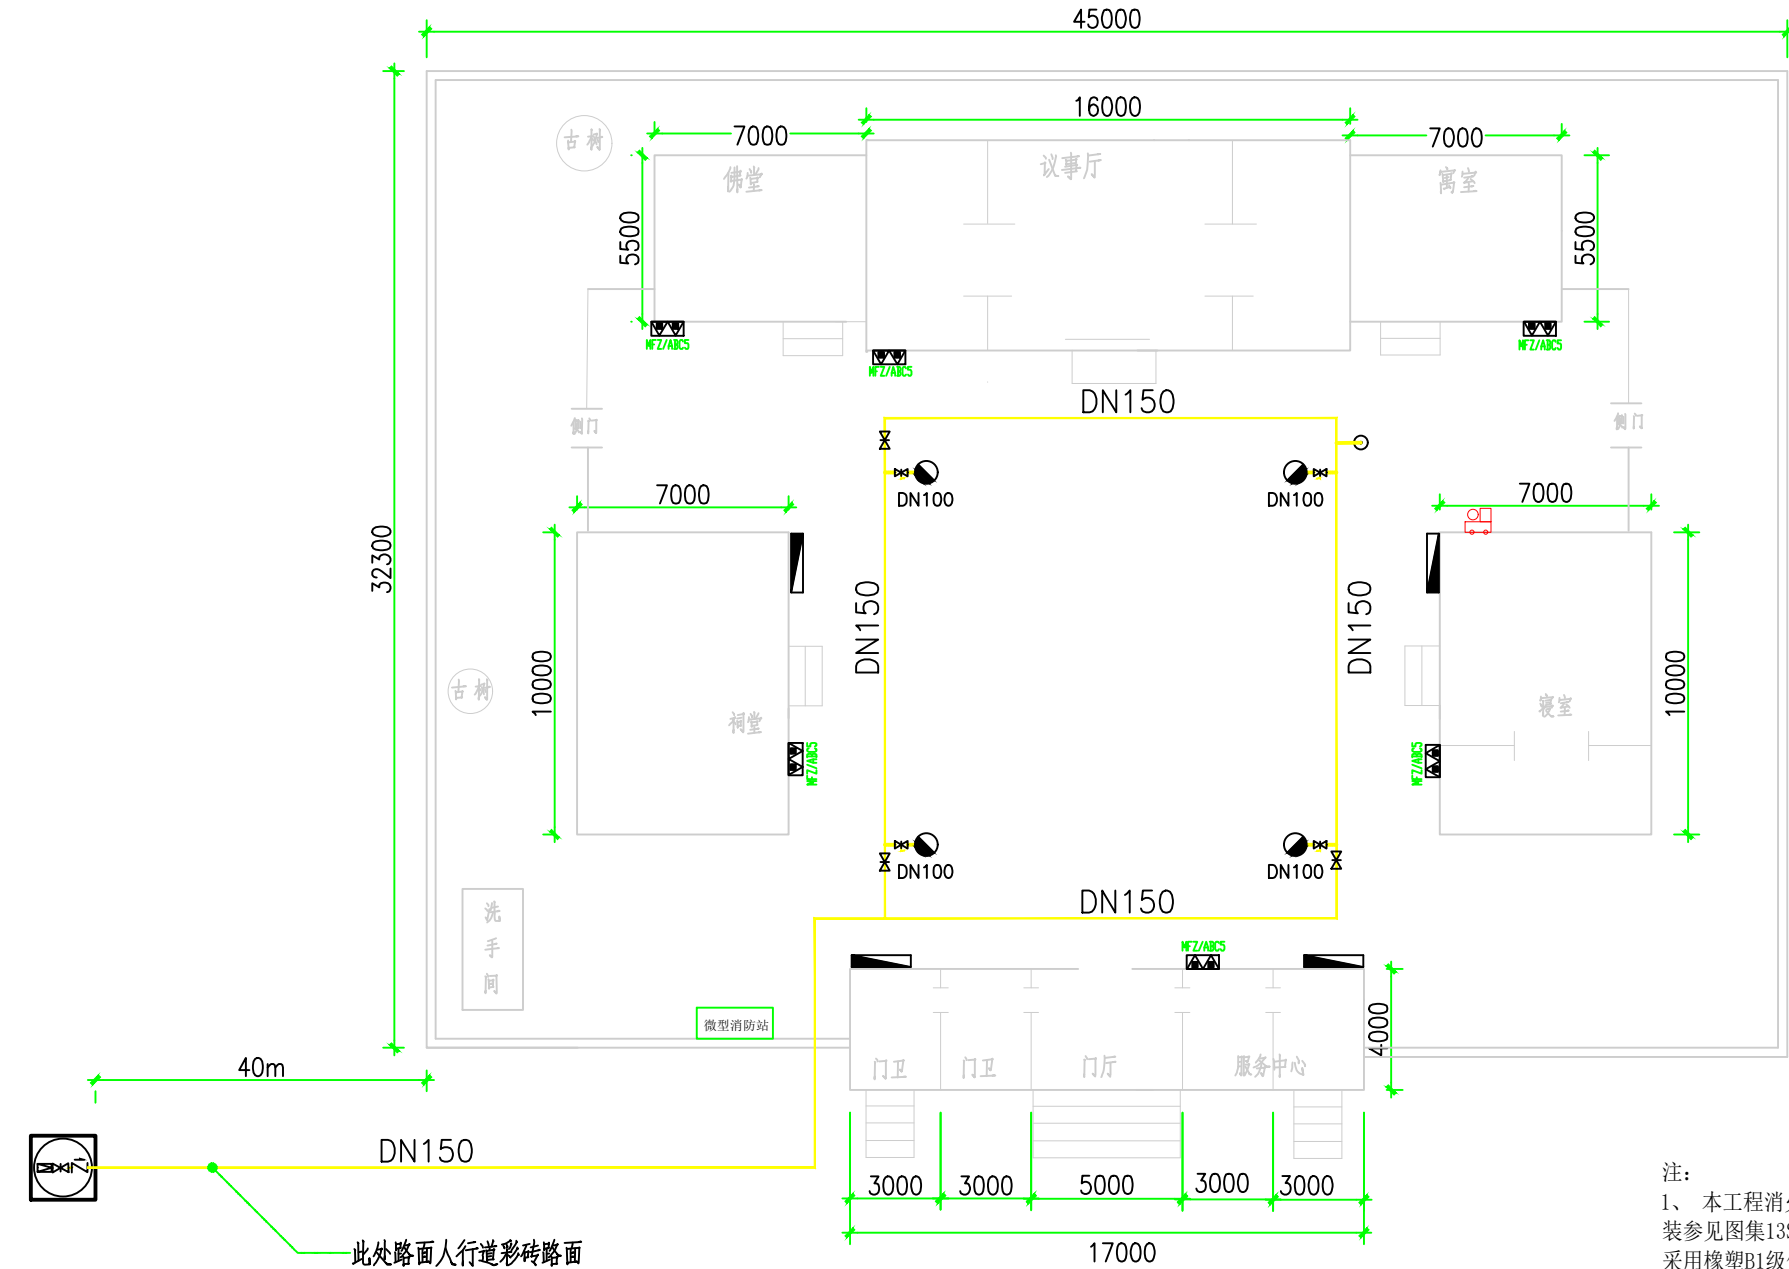 45000
16000
7000
7000
古树
佛堂
议事厅
寓室
5500
5500
32300
MFZ/ABC5
MFZ/ABC5
MFZ/ABC5
DN150
侧门
侧门
DN100
DN100
7000
7000
DN150
DN150
10000
10000
古树
祠堂
寝室
MFZ/ABC5
MFZ/ABC5
DN100
DN100
DN150
洗
手
间
MFZ/ABC5
微型消防站
4000
40m
门卫
门卫
门厅
服务中心
DN150
3000
3000
5000
3000
3000
17000
此处路面人行道彩砖路面
注:
1、 本工程消
装参见图集13
采用橡塑B1级